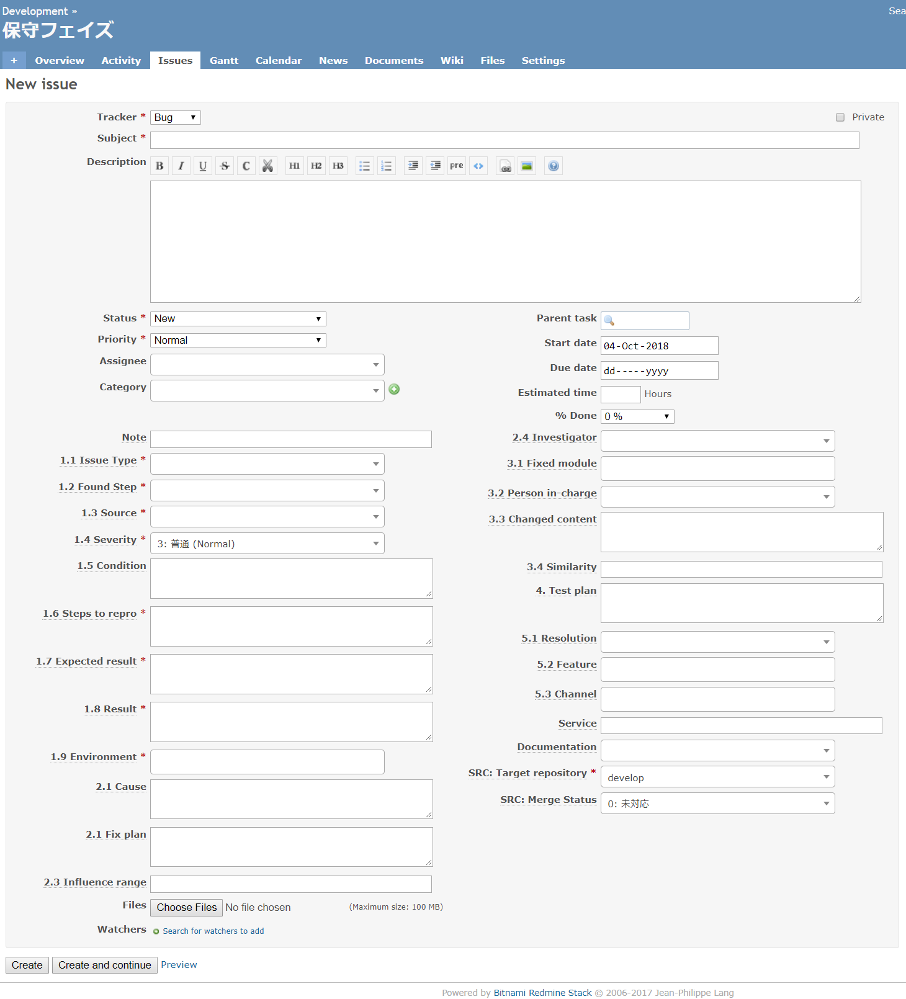 Development »
保守フェイズ
+ Overview Activity Issues Gantt Calendar News Documents Wiki Files Settings
New issue
Tracker * Bug
Private
Subject *
Description B I U S C H1 H2 H3 pre <> ?
Status * New
Priority * Normal
Assignee
Category
Parent task
Start date 04-Oct-2018
Due date dd-----yyyy
Estimated time Hours
% Done 0 %
Note
1.1 Issue Type *
1.2 Found Step *
1.3 Source *
1.4 Severity * 3: 普通 (Normal)
1.5 Condition
1.6 Steps to repro *
1.7 Expected result *
1.8 Result *
1.9 Environment *
2.1 Cause
2.1 Fix plan
2.3 Influence range
2.4 Investigator
3.1 Fixed module
3.2 Person in-charge
3.3 Changed content
3.4 Similarity
4. Test plan
5.1 Resolution
5.2 Feature
5.3 Channel
Service
Documentation
SRC: Target repository * develop
SRC: Merge Status 0: 未対応
Files Choose Files No file chosen (Maximum size: 100 MB)
Watchers Search for watchers to add
Create Create and continue Preview
Powered by Bitnami Redmine Stack © 2006-2017 Jean-Philippe Lang